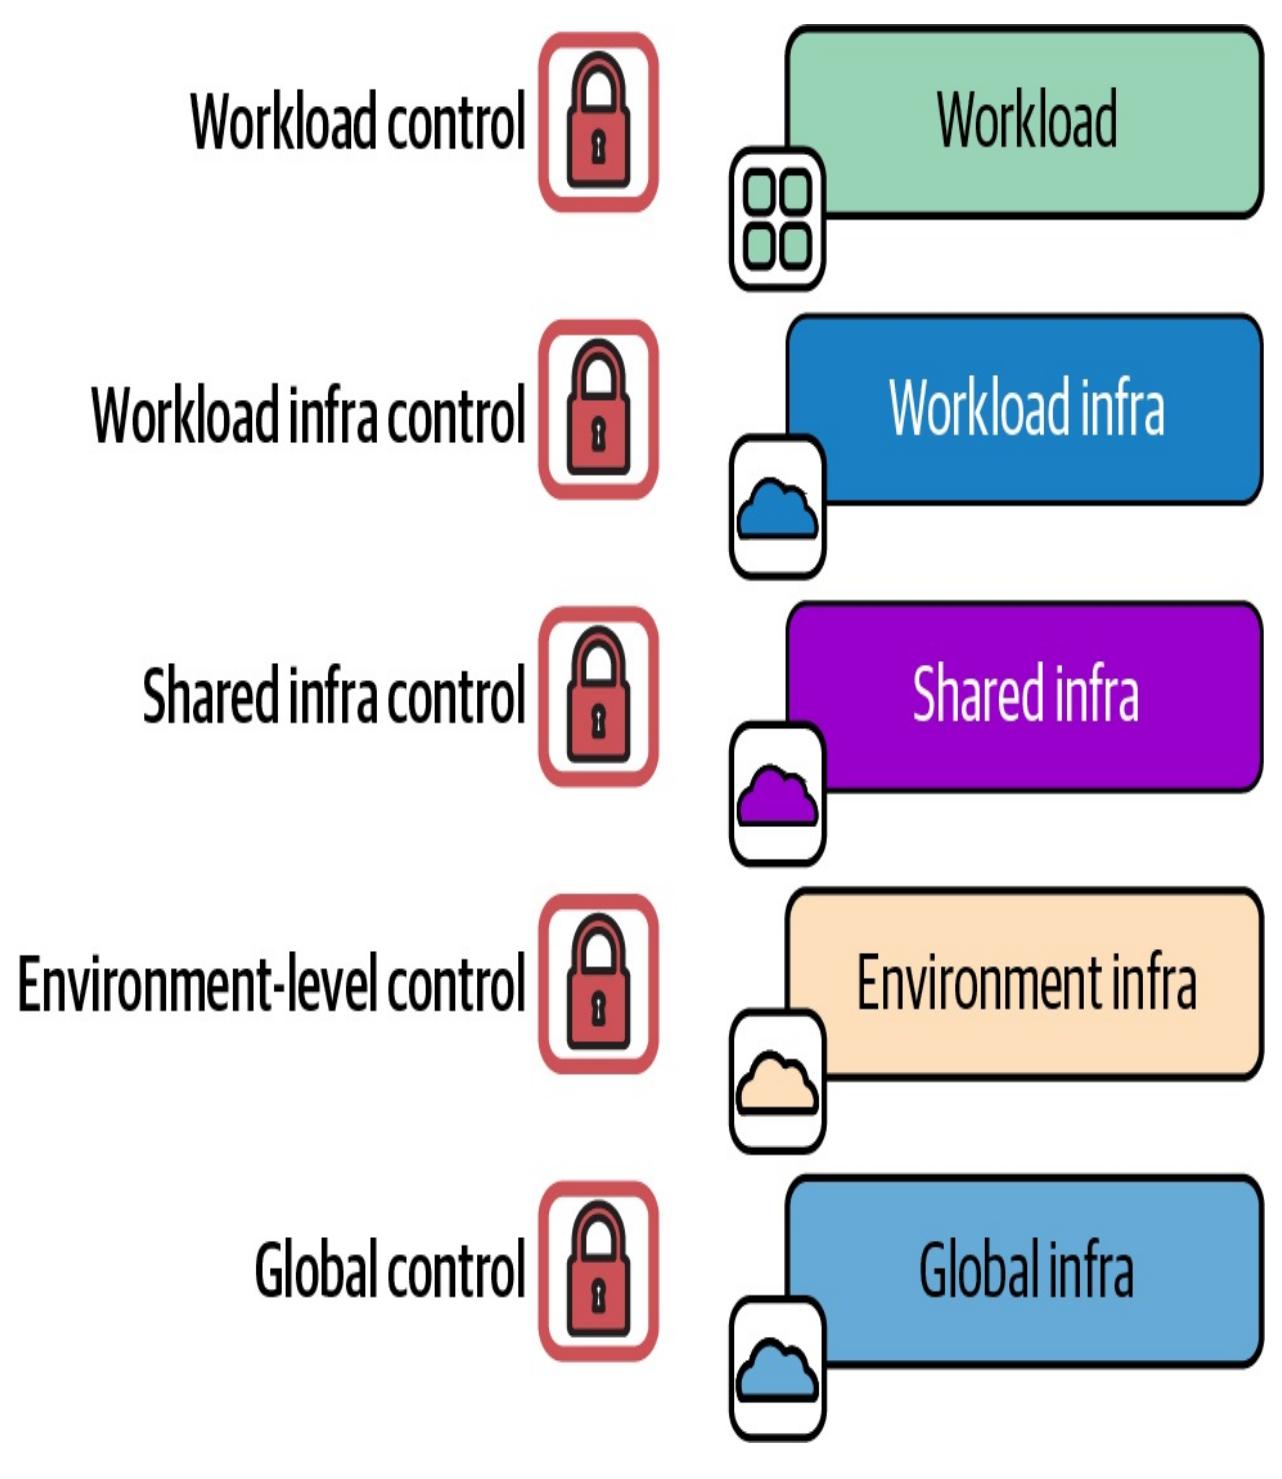 Workload control
Workload
Workload infra control
Workload infra
Shared infra control
Shared infra
Environment-level control
Environment infra
Global control
Global infra